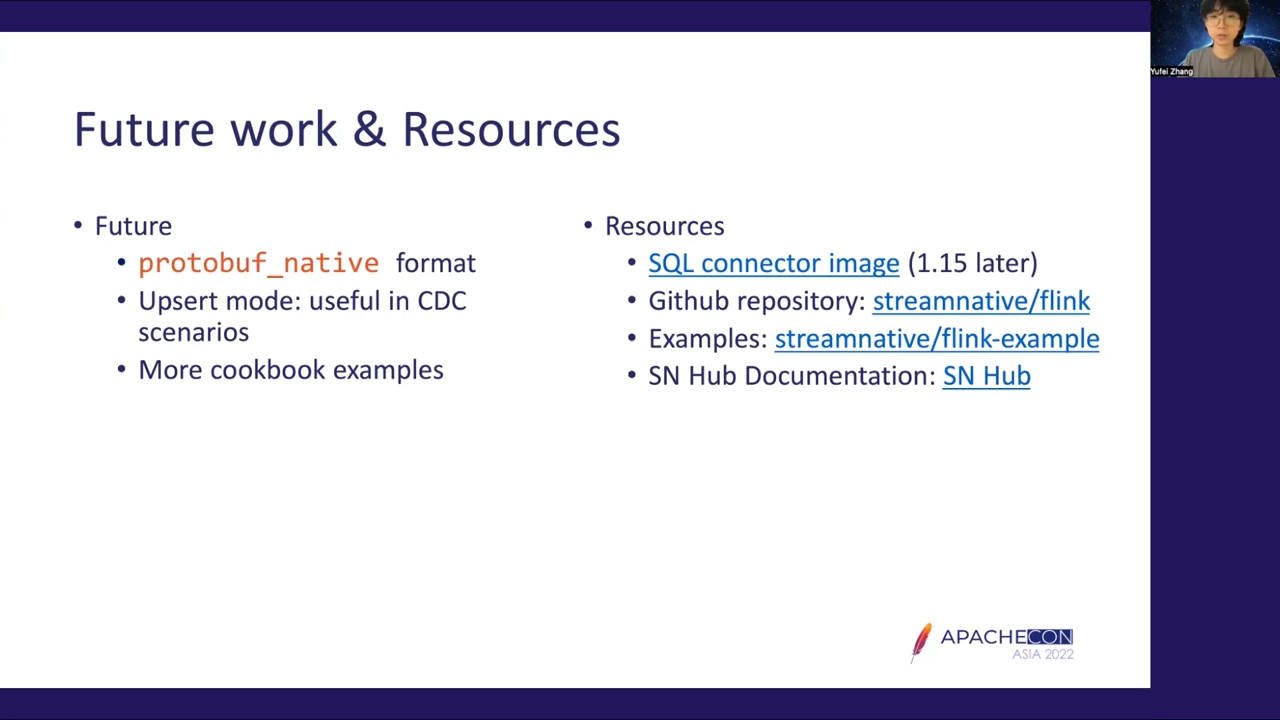 Yufei Zhang
Future work & Resources
• Future
• protobuf_native format
• Upsert mode: useful in CDC
scenarios
• More cookbook examples
• Resources
• SQL connector image (1.15 later)
• Github repository: streamnative/flink
• Examples: streamnative/flink-example
• SN Hub Documentation: SN Hub
APACHECON
ASIA 2022